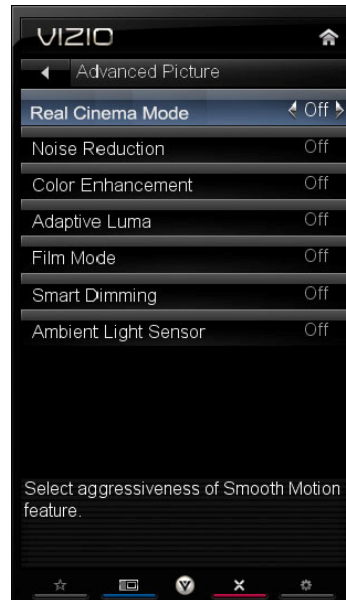 VIZIO
Advanced Picture
Real Cinema Mode Off
Noise Reduction Off
Color Enhancement Off
Adaptive Luma Off
Film Mode Off
Smart Dimming Off
Ambient Light Sensor Off
Select aggressiveness of Smooth Motion
feature.
V